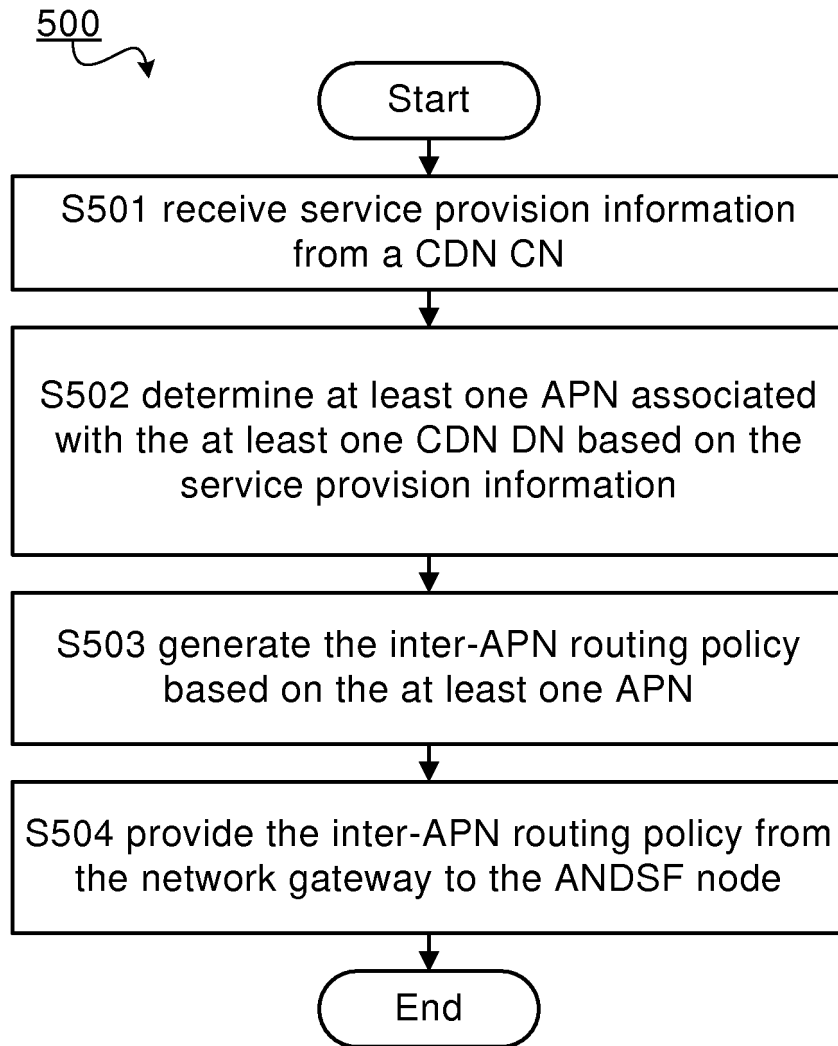 500
Start
S501 receive service provision information
from a CDN CN
S502 determine at least one APN associated
with the at least one CDN DN based on the
service provision information
S503 generate the inter-APN routing policy
based on the at least one APN
S504 provide the inter-APN routing policy from
the network gateway to the ANDSF node
End